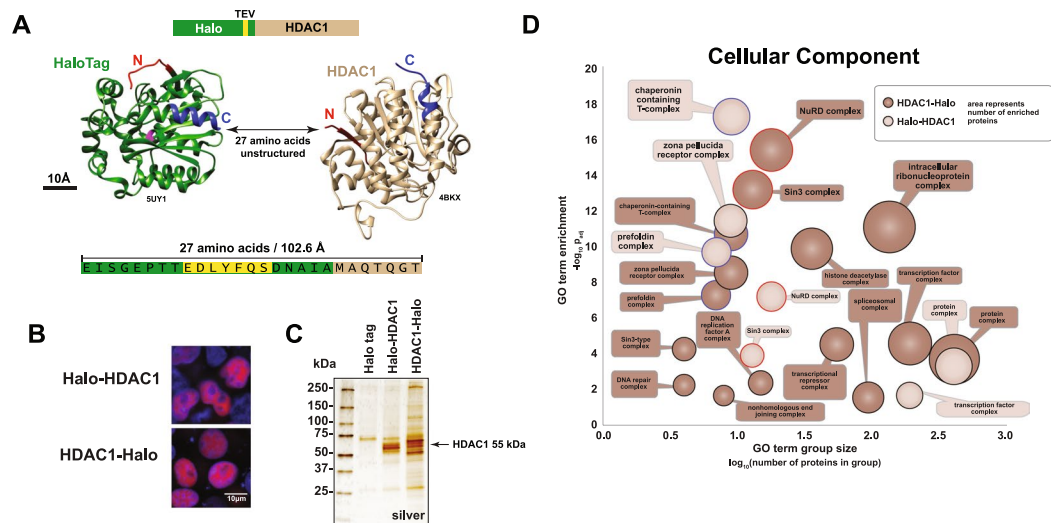 A
Halo
TEV
HDAC1
HaloTag
N
C
5UY1
10Å
27 amino acids
unstructured
HDAC1
N
C
4BKX
27 amino acids / 102.6 Å
EISGEPTTEDLYFQSDNAIAMAQTQGT
B
Halo-HDAC1
HDAC1-Halo
10μm
C
Halo tag
Halo-HDAC1
HDAC1-Halo
kDa
250
150
100
75
50
37
25
HDAC1 55 kDa
silver
D
Cellular Component
GO term enrichment
-log10 padj
20
18
16
14
12
10
8
6
4
2
0
0.0
0.5
1.0
1.5
2.0
2.5
3.0
GO term group size
log10(number of proteins in group)
HDAC1-Halo
Halo-HDAC1
area represents
number of enriched
proteins
chaperonin
containing
T-complex
NuRD complex
zona pellucida
receptor complex
Sin3 complex
intracellular
ribonucleoprotein
complex
chaperonin-containing
T-complex
prefoldin
complex
zona pellucida
receptor complex
histone deacetylase
complex
transcription factor
complex
prefoldin
complex
NuRD complex
spliceosomal
complex
protein
complex
protein
complex
DNA
replication
factor A
complex
Sin3 complex
Sin3-type
complex
DNA repair
complex
transcriptional
repressor
complex
nonhomologous end
joining complex
transcription factor
complex